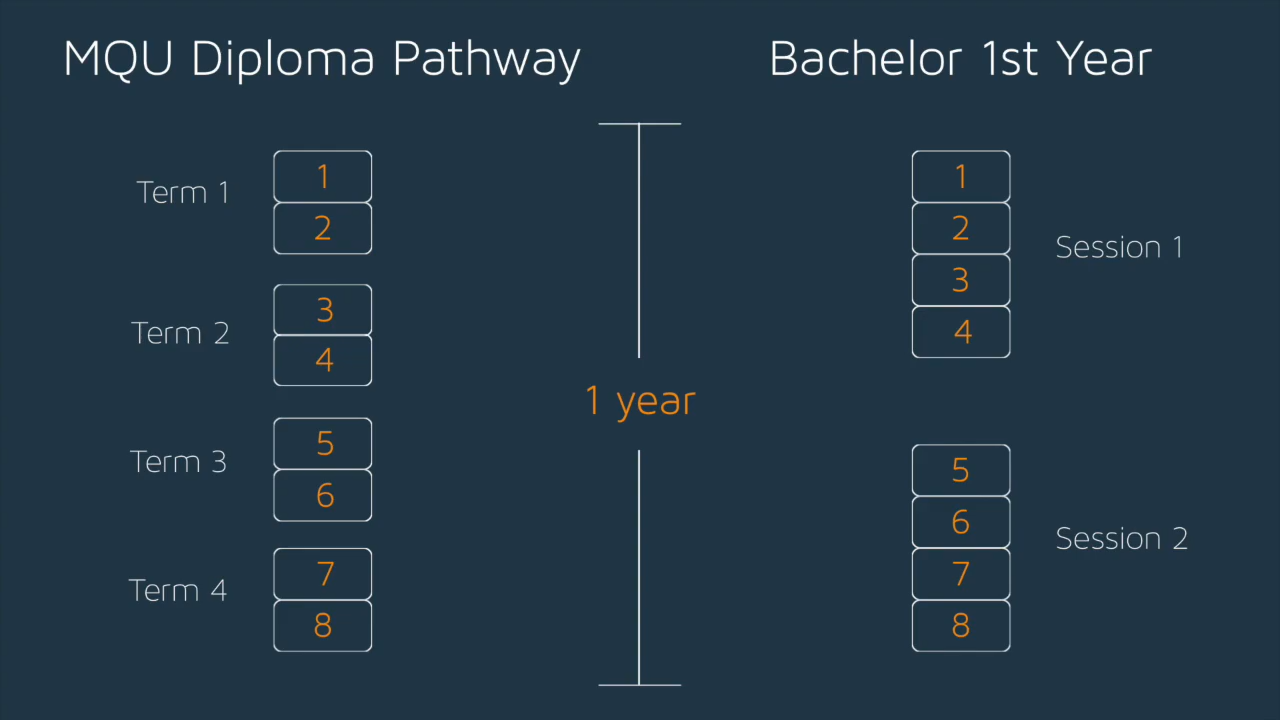 MQU Diploma Pathway
Term 1
1
2
Term 2
3
4
Term 3
5
6
Term 4
7
8
1 year
Bachelor 1st Year
1
2
3
4
Session 1
5
6
7
8
Session 2